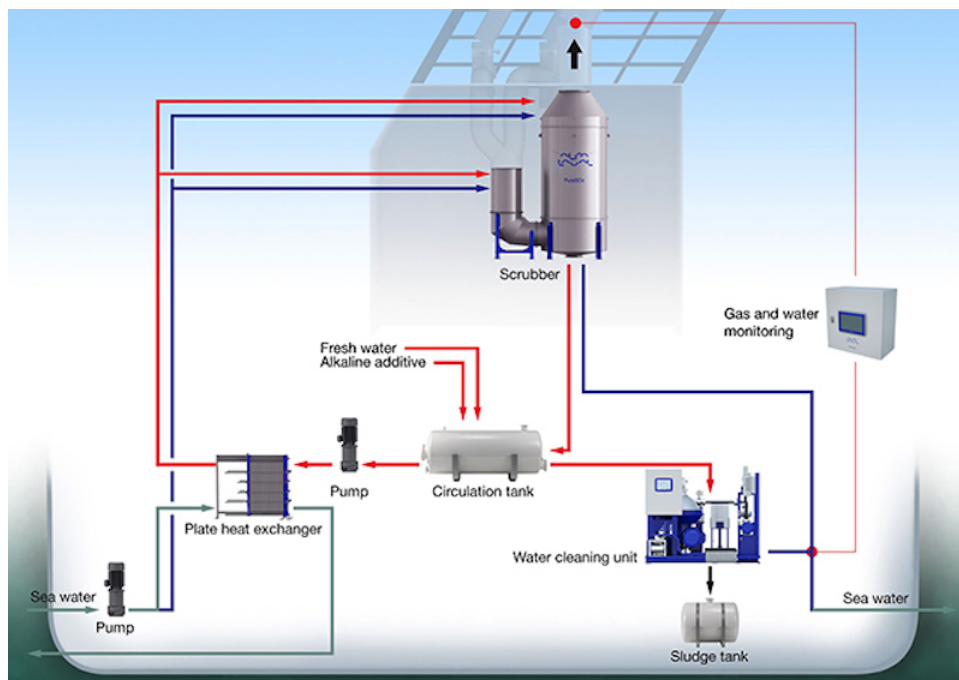 PureSOx
Scrubber
Gas and water
monitoring
Fresh water
Alkaline additive
Pump
Circulation tank
Plate heat exchanger
Water cleaning unit
Sea water
Pump
Sea water
Sludge tank